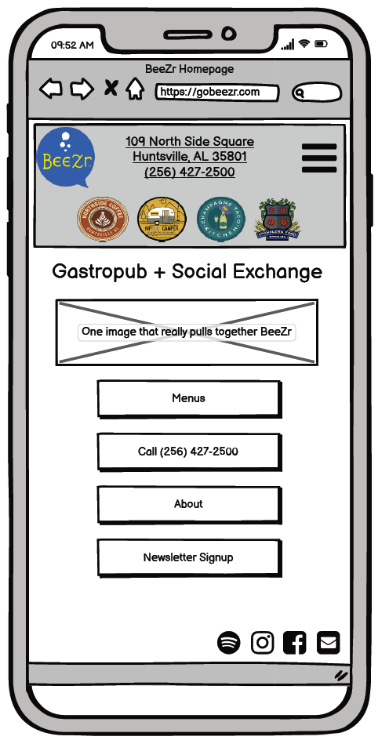 09:52 AM
BeeZr Homepage
https://gobeezr.com
BeeZr
109 North Side Square
Huntsville, AL 35801
(256) 427-2500
Gastropub + Social Exchange
One image that really pulls together BeeZr
Menus
Call (256) 427-2500
About
Newsletter Signup